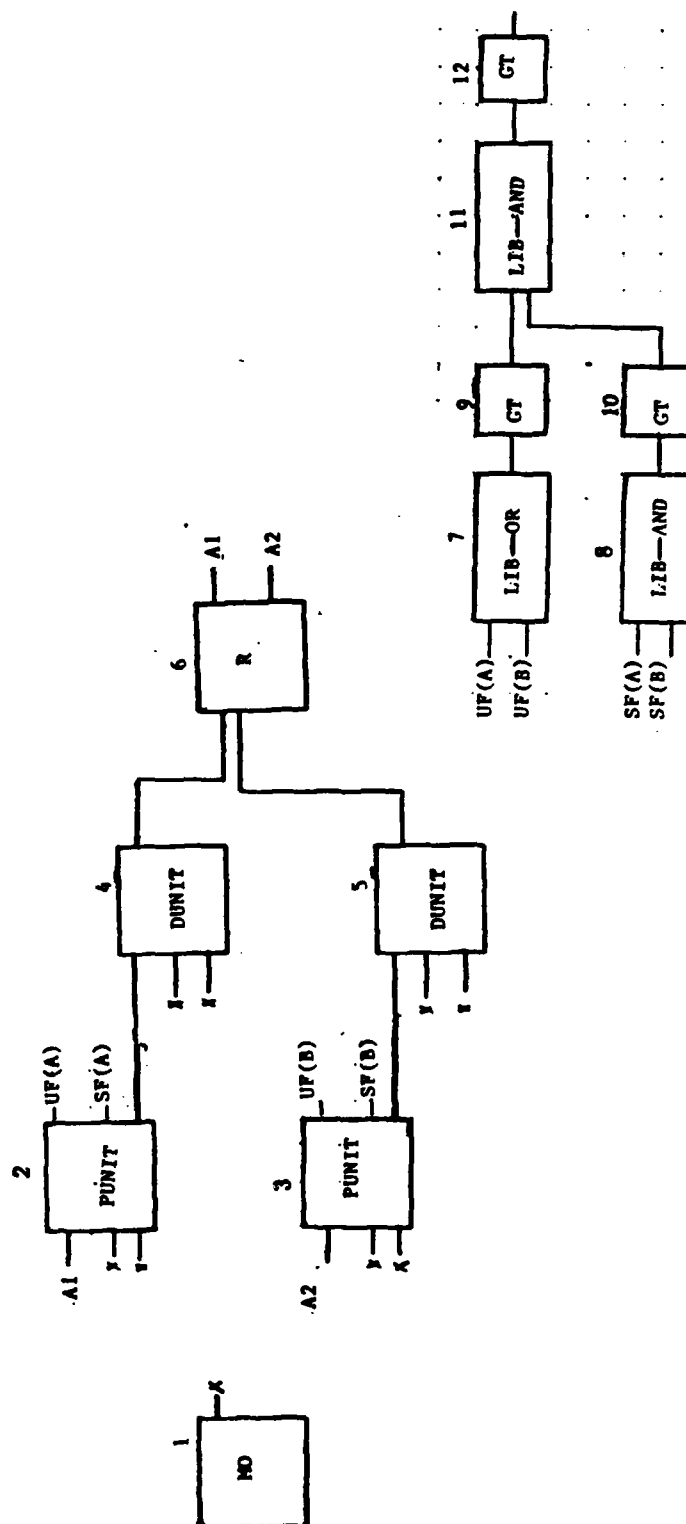 1
MO
X
2
PUNIT
A1
UF(A)
SF(A)
3
PUNIT
A2
UF(B)
SF(B)
4
DUNIT
5
DUNIT
6
R
A1
A2
7
LIB—OR
UF(A)
UF(B)
8
LIB—AND
SF(A)
SF(B)
9
GT
10
GT
11
LIB—AND
12
GT